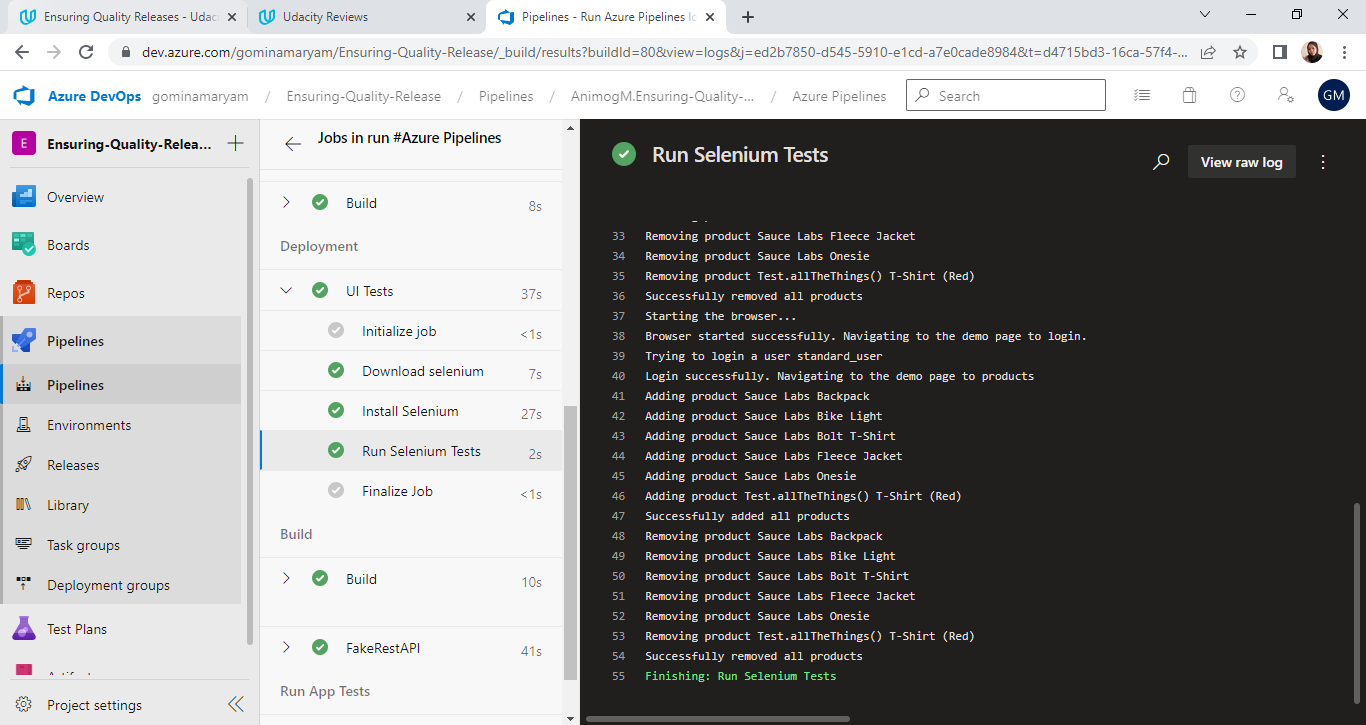 Ensuring Quality Releases - Udac
Udacity Reviews
Pipelines - Run Azure Pipelines lo
dev.azure.com/gominamaryam/Ensuring-Quality-Release/_build/results?buildId=80&view=logs&j=ed2b7850-d545-5910-e1cd-a7e0cade8984&t=d4715bd3-16ca-57f4-...
Azure DevOps gominamaryam / Ensuring-Quality-Release / Pipelines / AnimogM.Ensuring-Quality-... / Azure Pipelines
Search
GM
E
Ensuring-Quality-Relea...
Overview
Boards
Repos
Pipelines
Pipelines
Environments
Releases
Library
Task groups
Deployment groups
Test Plans
Project settings
Jobs in run #Azure Pipelines
Build 8s
Deployment
UI Tests 37s
Initialize job <1s
Download selenium 7s
Install Selenium 27s
Run Selenium Tests 2s
Finalize Job <1s
Build
Build 10s
FakeRestAPI 41s
Run App Tests
Run Selenium Tests
View raw log
33 Removing product Sauce Labs Fleece Jacket
34 Removing product Sauce Labs Onesie
35 Removing product Test.allTheThings() T-Shirt (Red)
36 Successfully removed all products
37 Starting the browser...
38 Browser started successfully. Navigating to the demo page to login.
39 Trying to login a user standard_user
40 Login successfully. Navigating to the demo page to products
41 Adding product Sauce Labs Backpack
42 Adding product Sauce Labs Bike Light
43 Adding product Sauce Labs Bolt T-Shirt
44 Adding product Sauce Labs Fleece Jacket
45 Adding product Sauce Labs Onesie
46 Adding product Test.allTheThings() T-Shirt (Red)
47 Successfully added all products
48 Removing product Sauce Labs Backpack
49 Removing product Sauce Labs Bike Light
50 Removing product Sauce Labs Bolt T-Shirt
51 Removing product Sauce Labs Fleece Jacket
52 Removing product Sauce Labs Onesie
53 Removing product Test.allTheThings() T-Shirt (Red)
54 Successfully removed all products
55 Finishing: Run Selenium Tests